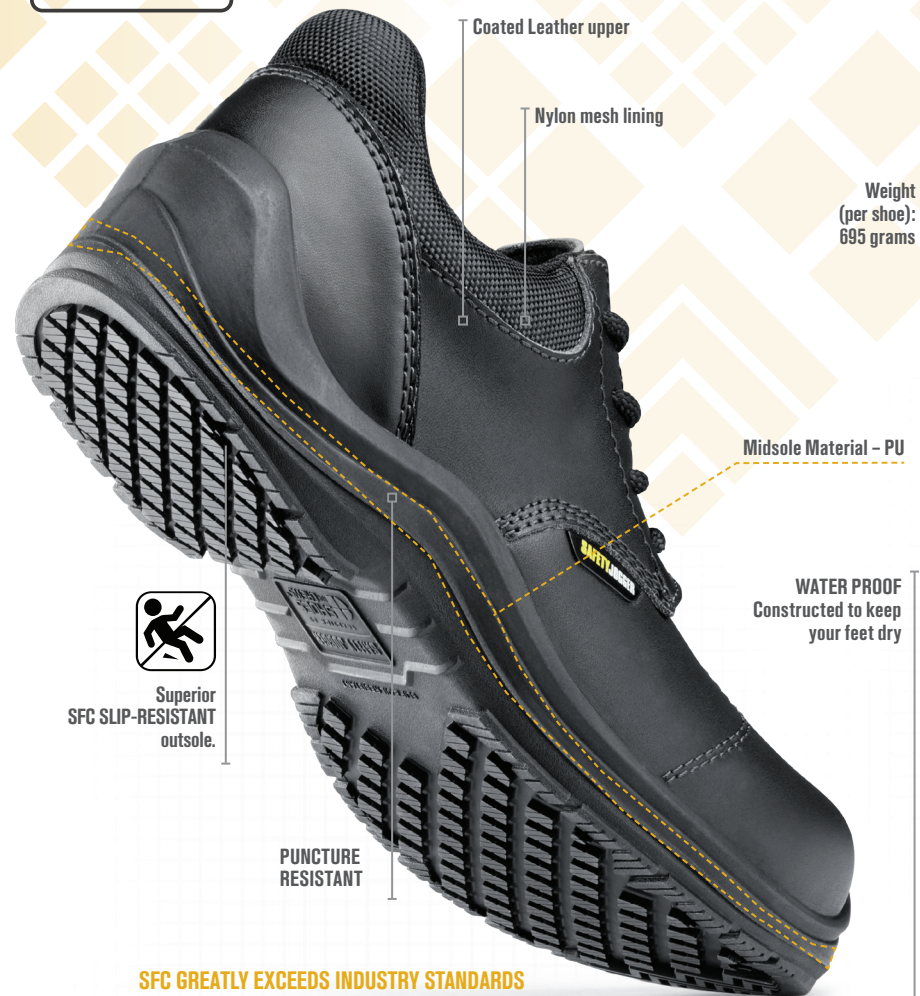 Coated Leather upper
Nylon mesh lining
Weight
(per shoe):
695 grams
Midsole Material – PU
SAFETY JOGGER
WATER PROOF
Constructed to keep
your feet dry
Superior
SFC SLIP-RESISTANT
outsole.
PUNCTURE
RESISTANT
SFC GREATLY EXCEEDS INDUSTRY STANDARDS